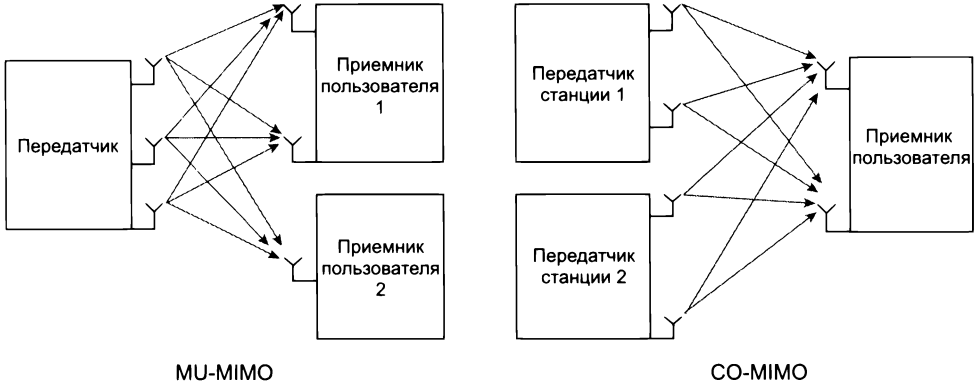 Передатчик
Приемник
пользователя
1
Приемник
пользователя
2
MU-MIMO
Передатчик
станции 1
Передатчик
станции 2
Приемник
пользователя
CO-MIMO